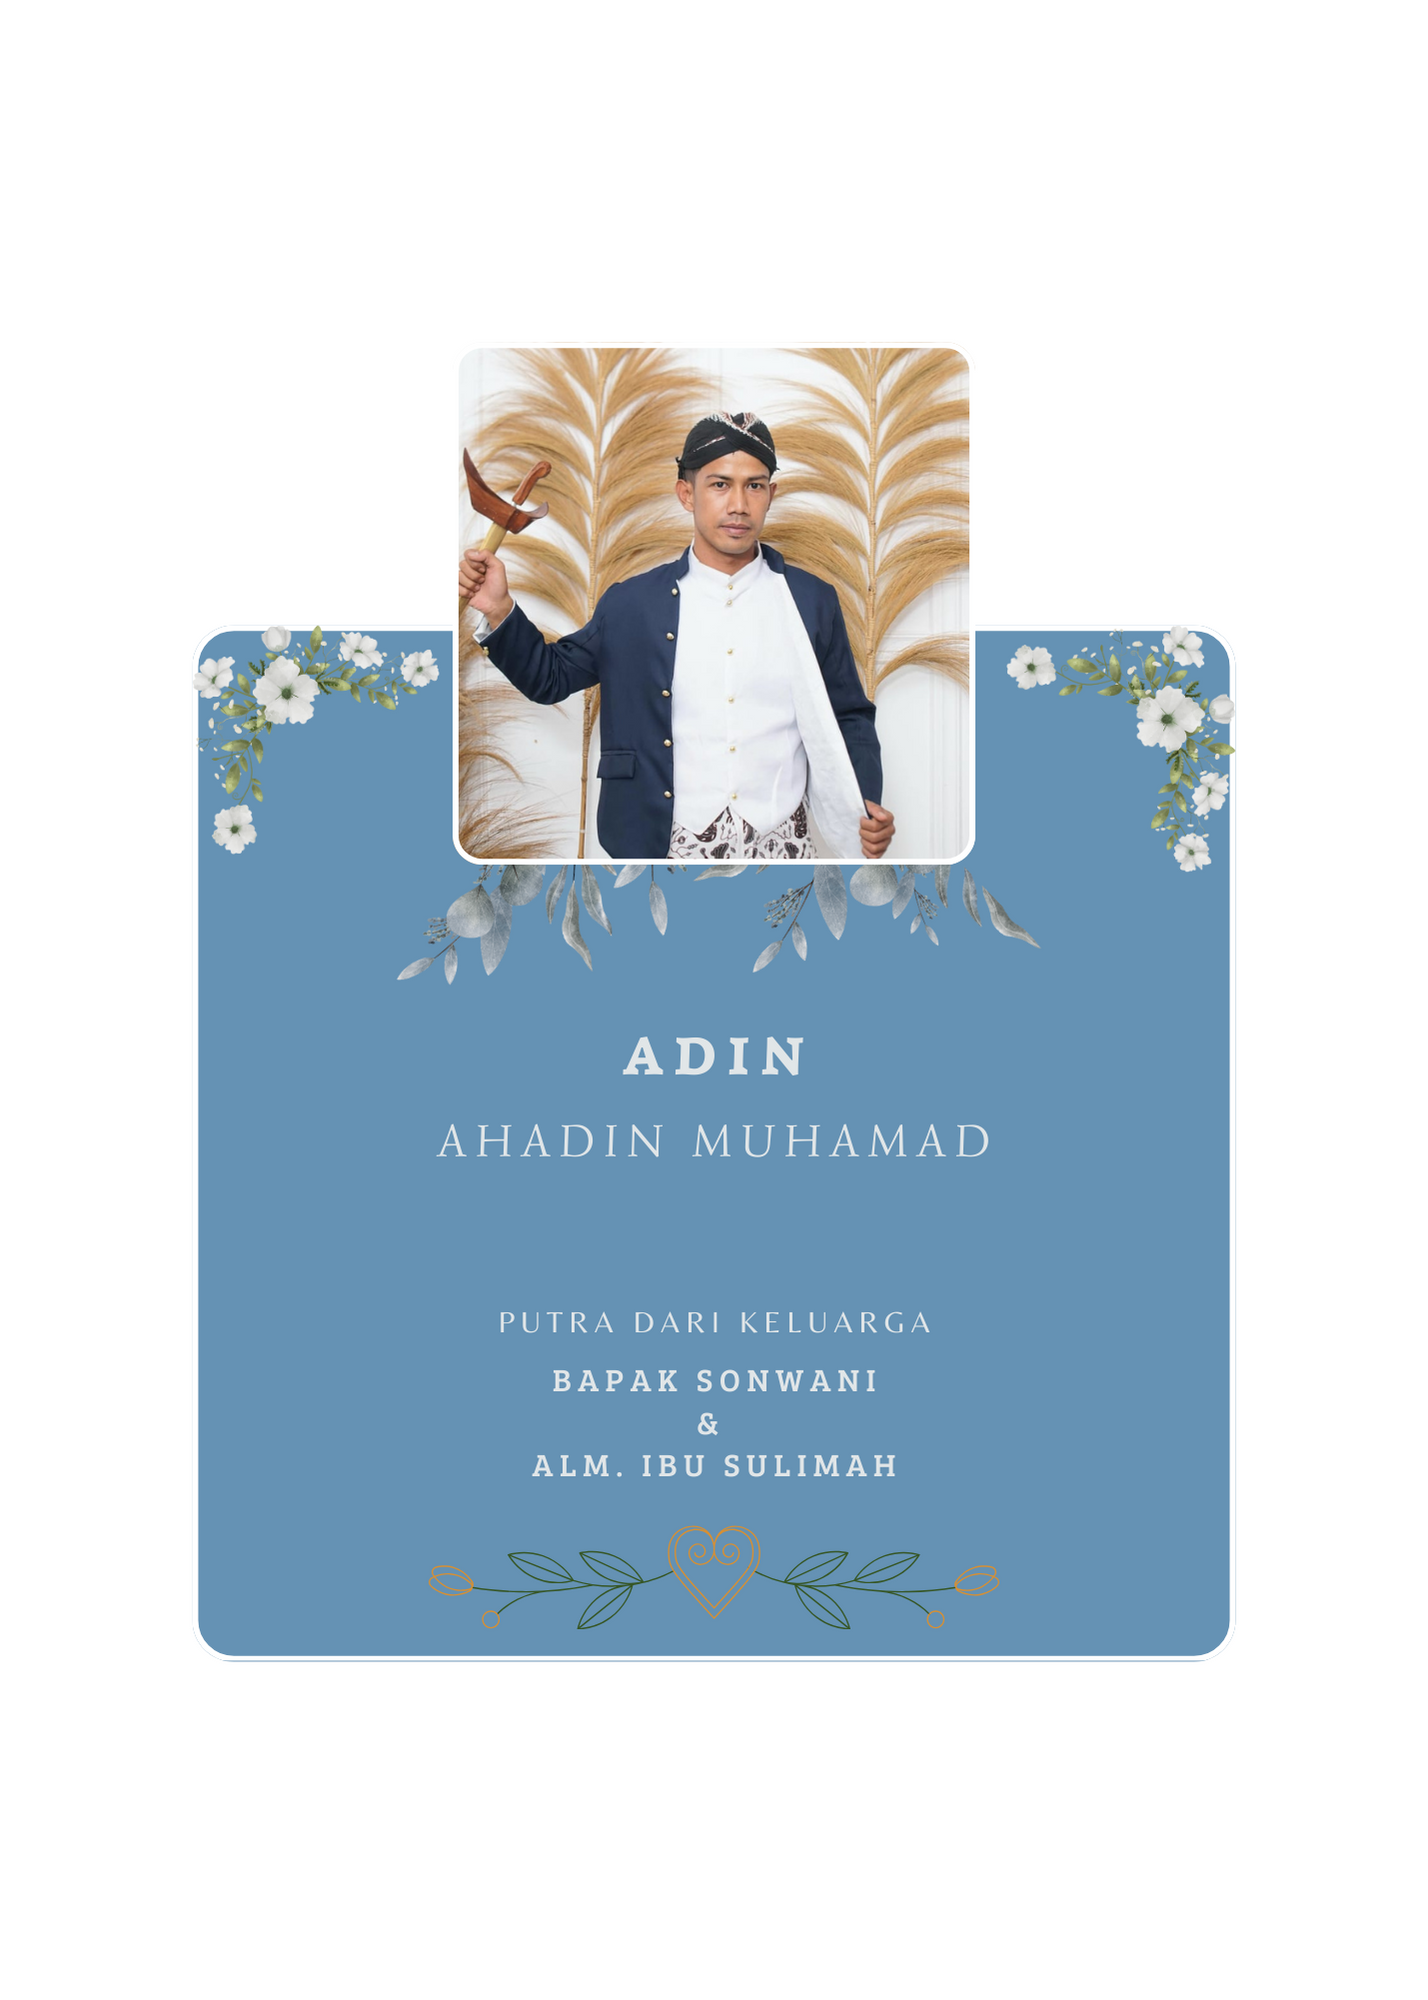 ADIN
AHADIN MUHAMAD
PUTRA DARI KELUARGA
BAPAK SONWANI
&
ALM. IBU SULIMAH